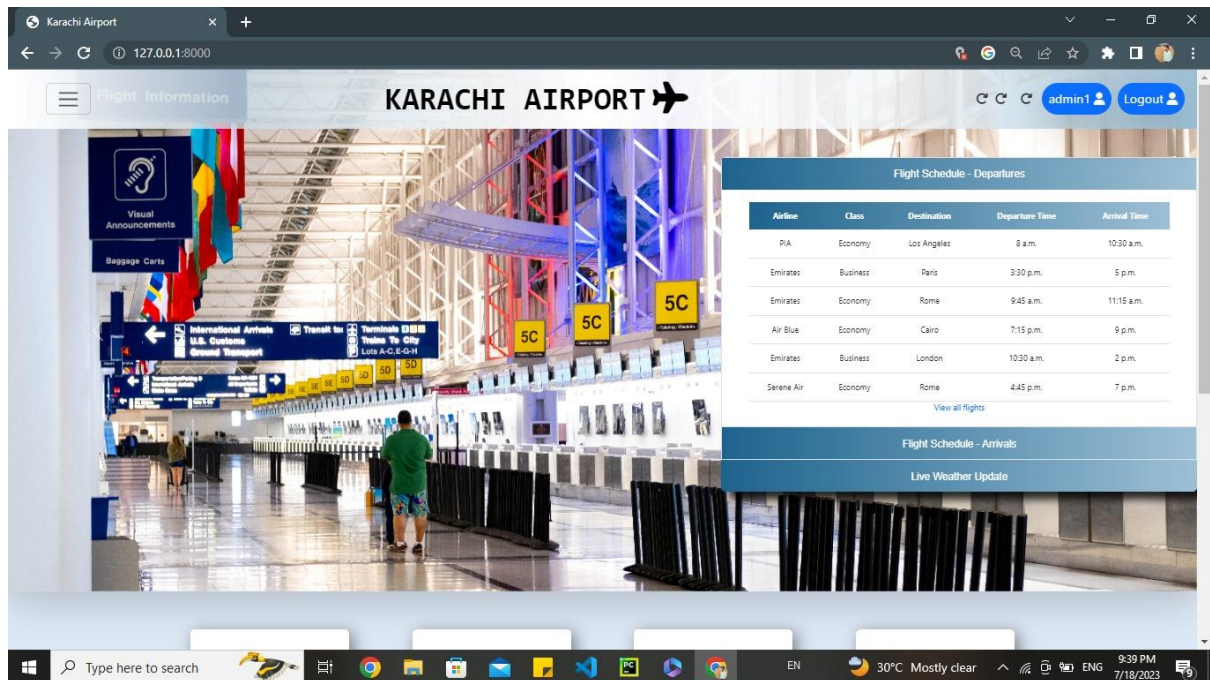 Karachi Airport
127.0.0.1:8000
Flight Information
KARACHI AIRPORT
admin1
Logout
Visual
Announcements
Baggage Carts
International Arrivals
U.S. Customs
Ground Transport
Terminals
Trains To City
Lots A-C,E-G-H
5C
5C
5C
5D
5D
5D
5E
5E
Flight Schedule - Departures
Airline Class Destination Departure Time Arrival Time
PIA Economy Los Angeles 8 a.m. 10:30 a.m.
Emirates Business Paris 3:30 p.m. 5 p.m.
Emirates Economy Rome 9:45 a.m. 11:15 a.m.
Air Blue Economy Cairo 7:15 p.m. 9 p.m.
Emirates Business London 10:30 a.m. 2 p.m.
Serene Air Economy Rome 4:45 p.m. 7 p.m.
View all flights
Flight Schedule - Arrivals
Live Weather Update
Type here to search
EN
30°C Mostly clear
ENG
9:39 PM
7/18/2023
9